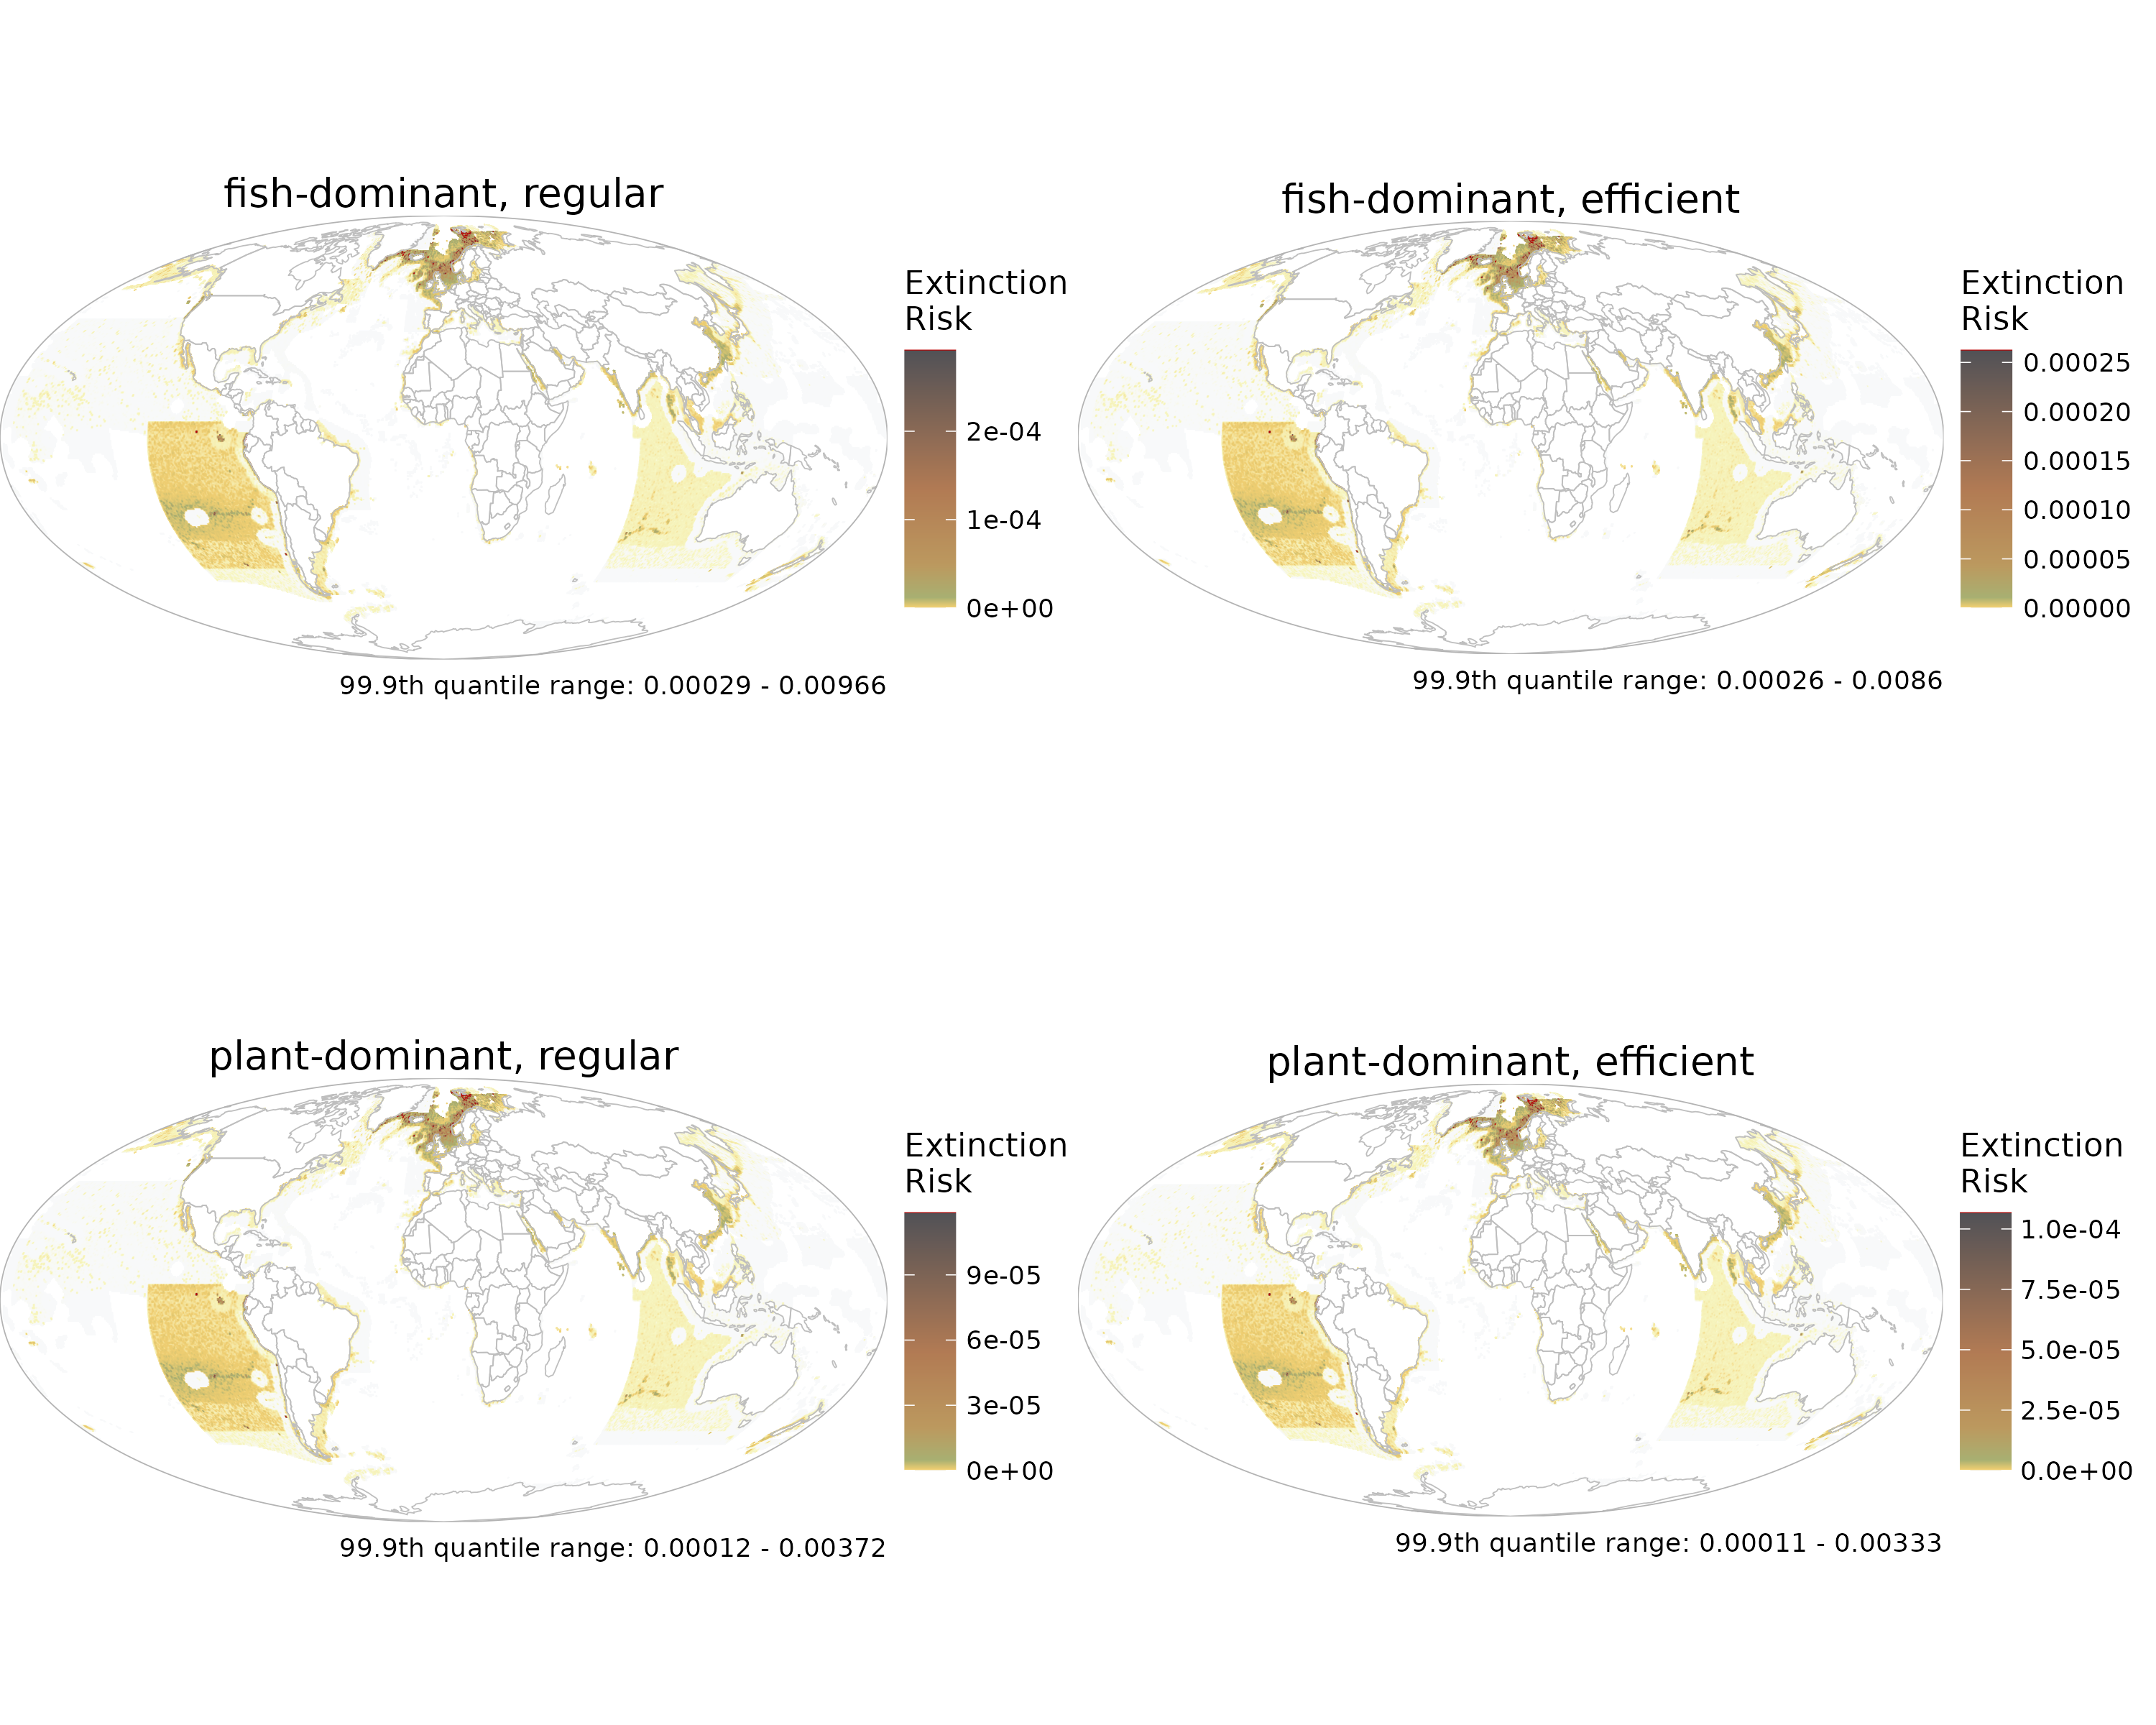 fish-dominant, regular
Extinction
Risk
2e-04
1e-04
0e+00
99.9th quantile range: 0.00029 - 0.00966
fish-dominant, efficient
Extinction
Risk
0.00025
0.00020
0.00015
0.00010
0.00005
0.00000
99.9th quantile range: 0.00026 - 0.0086
plant-dominant, regular
Extinction
Risk
9e-05
6e-05
3e-05
0e+00
99.9th quantile range: 0.00012 - 0.00372
plant-dominant, efficient
Extinction
Risk
1.0e-04
7.5e-05
5.0e-05
2.5e-05
0.0e+00
99.9th quantile range: 0.00011 - 0.00333